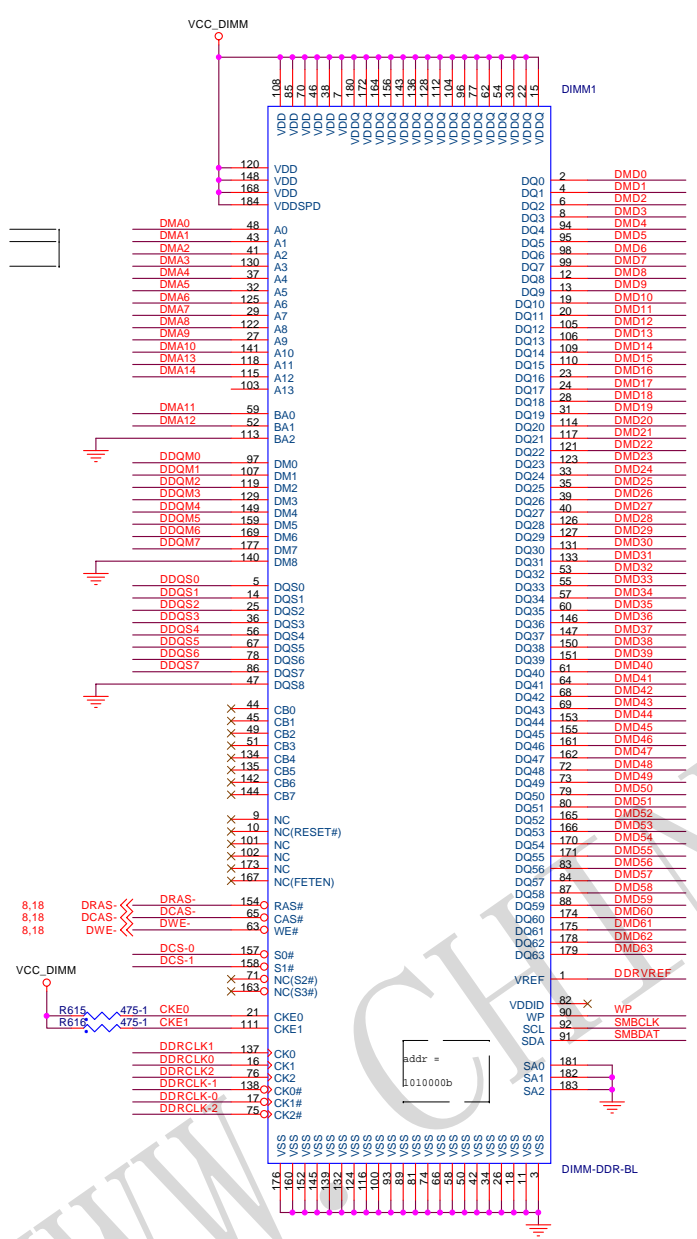 VCC_DIMM
108 85 70 46 38 7 180 172 164 156 143 136 128 112 104 96 77 62 54 30 22 15
DIMM1
VDD VDD VDD VDD VDD VDD VDDQ VDDQ VDDQ VDDQ VDDQ VDDQ VDDQ VDDQ VDDQ VDDQ VDDQ VDDQ VDDQ VDDQ VDDQ VDDQ
120 VDD
148 VDD
168 VDD
184 VDDSPD
DMA0 48 A0
DMA1 43 A1
DMA2 41 A2
DMA3 130 A3
DMA4 37 A4
DMA5 32 A5
DMA6 125 A6
DMA7 29 A7
DMA8 122 A8
DMA9 27 A9
DMA10 141 A10
DMA13 118 A11
DMA14 115 A12
103 A13
DMA11 59 BA0
DMA12 52 BA1
113 BA2
DDQM0 97 DM0
DDQM1 107 DM1
DDQM2 119 DM2
DDQM3 129 DM3
DDQM4 149 DM4
DDQM5 159 DM5
DDQM6 169 DM6
DDQM7 177 DM7
140 DM8
DDQS0 5 DQS0
DDQS1 14 DQS1
DDQS2 25 DQS2
DDQS3 36 DQS3
DDQS4 56 DQS4
DDQS5 67 DQS5
DDQS6 78 DQS6
DDQS7 86 DQS7
47 DQS8
44 CB0
45 CB1
49 CB2
51 CB3
134 CB4
135 CB5
142 CB6
144 CB7
9 NC
10 NC(RESET#)
101 NC
102 NC
173 NC
167 NC(FETEN)
8,18 DRAS- DRAS- 154 RAS#
8,18 DCAS- DCAS- 65 CAS#
8,18 DWE- DWE- 63 WE#
DCS-0 157 S0#
DCS-1 158 S1#
71 NC(S2#)
163 NC(S3#)
VCC_DIMM
R615 475-1 CKE0 21 CKE0
R616 475-1 CKE1 111 CKE1
DDRCLK1 137 CK0
DDRCLK0 16 CK1
DDRCLK2 76 CK2
DDRCLK-1 138 CK0#
DDRCLK-0 17 CK1#
DDRCLK-2 75 CK2#
DQ0 2 DMD0
DQ1 4 DMD1
DQ2 6 DMD2
DQ3 8 DMD3
DQ4 94 DMD4
DQ5 95 DMD5
DQ6 98 DMD6
DQ7 99 DMD7
DQ8 12 DMD8
DQ9 13 DMD9
DQ10 19 DMD10
DQ11 20 DMD11
DQ12 105 DMD12
DQ13 106 DMD13
DQ14 109 DMD14
DQ15 110 DMD15
DQ16 23 DMD16
DQ17 24 DMD17
DQ18 28 DMD18
DQ19 31 DMD19
DQ20 114 DMD20
DQ21 117 DMD21
DQ22 121 DMD22
DQ23 123 DMD23
DQ24 33 DMD24
DQ25 35 DMD25
DQ26 39 DMD26
DQ27 40 DMD27
DQ28 126 DMD28
DQ29 127 DMD29
DQ30 131 DMD30
DQ31 133 DMD31
DQ32 53 DMD32
DQ33 55 DMD33
DQ34 57 DMD34
DQ35 60 DMD35
DQ36 146 DMD36
DQ37 147 DMD37
DQ38 150 DMD38
DQ39 151 DMD39
DQ40 61 DMD40
DQ41 64 DMD41
DQ42 68 DMD42
DQ43 69 DMD43
DQ44 153 DMD44
DQ45 155 DMD45
DQ46 161 DMD46
DQ47 162 DMD47
DQ48 72 DMD48
DQ49 73 DMD49
DQ50 79 DMD50
DQ51 80 DMD51
DQ52 165 DMD52
DQ53 166 DMD53
DQ54 170 DMD54
DQ55 171 DMD55
DQ56 83 DMD56
DQ57 84 DMD57
DQ58 87 DMD58
DQ59 88 DMD59
DQ60 174 DMD60
DQ61 175 DMD61
DQ62 178 DMD62
DQ63 179 DMD63
VREF 1 DDRVREF
VDDID 82
WP 90 WP
SCL 92 SMBCLK
SDA 91 SMBDAT
SA0 181
SA1 182
SA2 183
addr =
1010000b
VSS VSS VSS VSS VSS VSS VSS VSS VSS VSS VSS VSS VSS VSS VSS VSS VSS VSS VSS VSS VSS VSS
DIMM-DDR-BL
176 160 152 145 139 132 124 116 100 93 89 81 74 66 58 50 42 34 26 18 11 3
WW.CHIN